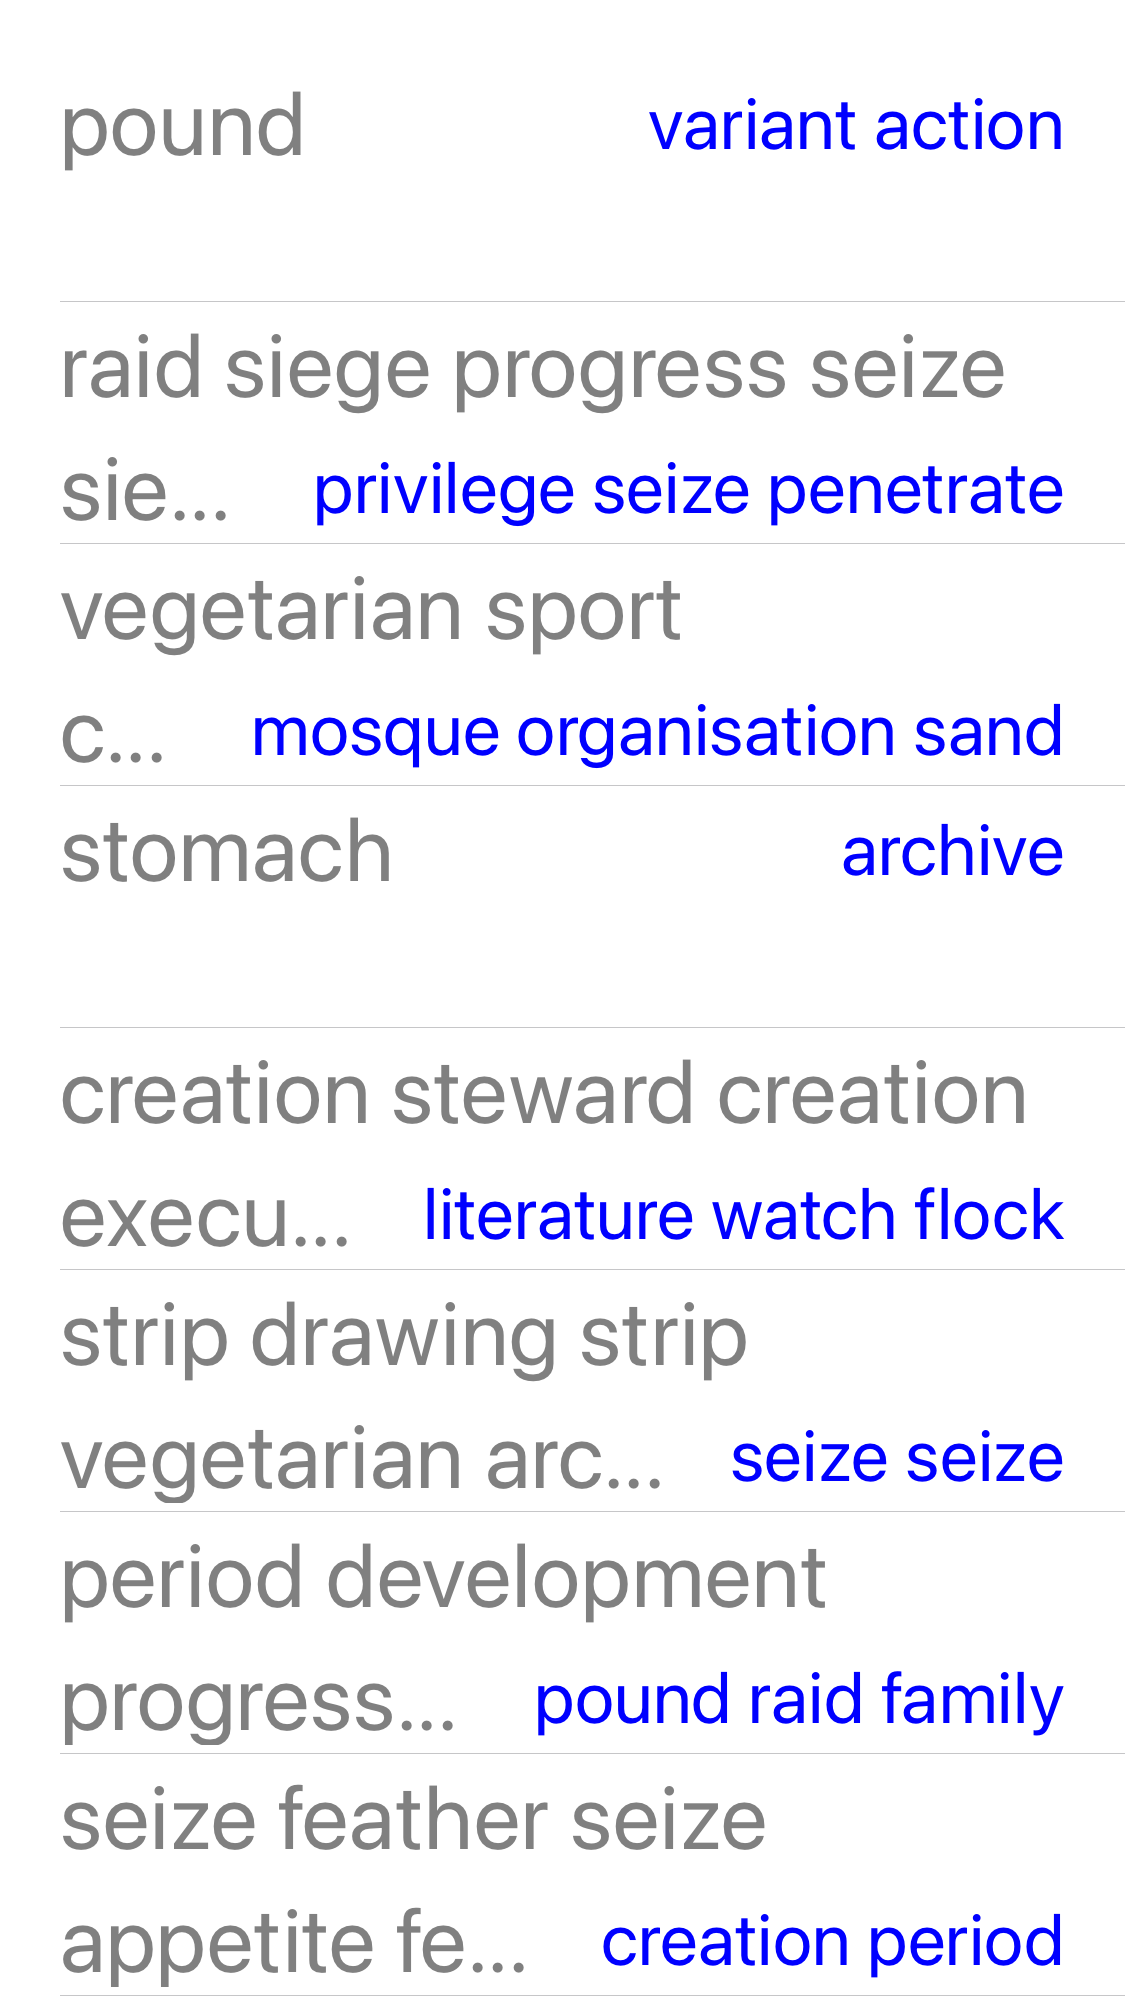 pound variant action
raid siege progress seize
sie... privilege seize penetrate
vegetarian sport
c... mosque organisation sand
stomach archive
creation steward creation
execu... literature watch flock
strip drawing strip
vegetarian arc... seize seize
period development
progress... pound raid family
seize feather seize
appetite fe... creation period